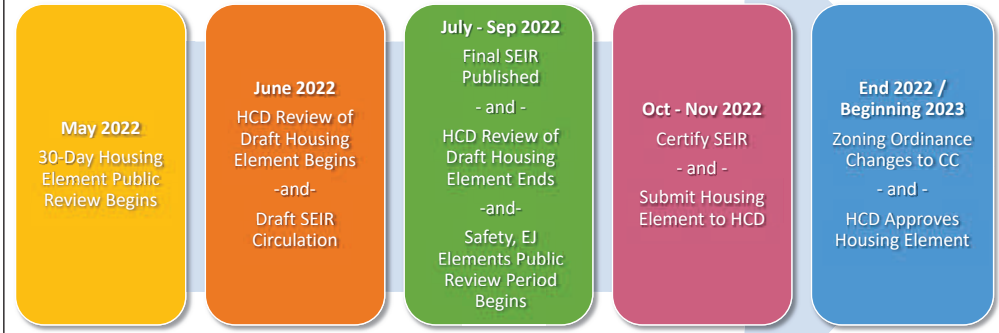 May 2022
30-Day Housing
Element Public
Review Begins
June 2022
HCD Review of
Draft Housing
Element Begins
-and-
Draft SEIR
Circulation
July - Sep 2022
Final SEIR
Published
- and -
HCD Review of
Draft Housing
Element Ends
-and-
Safety, EJ
Elements Public
Review Period
Begins
Oct - Nov 2022
Certify SEIR
- and -
Submit Housing
Element to HCD
End 2022 /
Beginning 2023
Zoning Ordinance
Changes to CC
- and -
HCD Approves
Housing Element